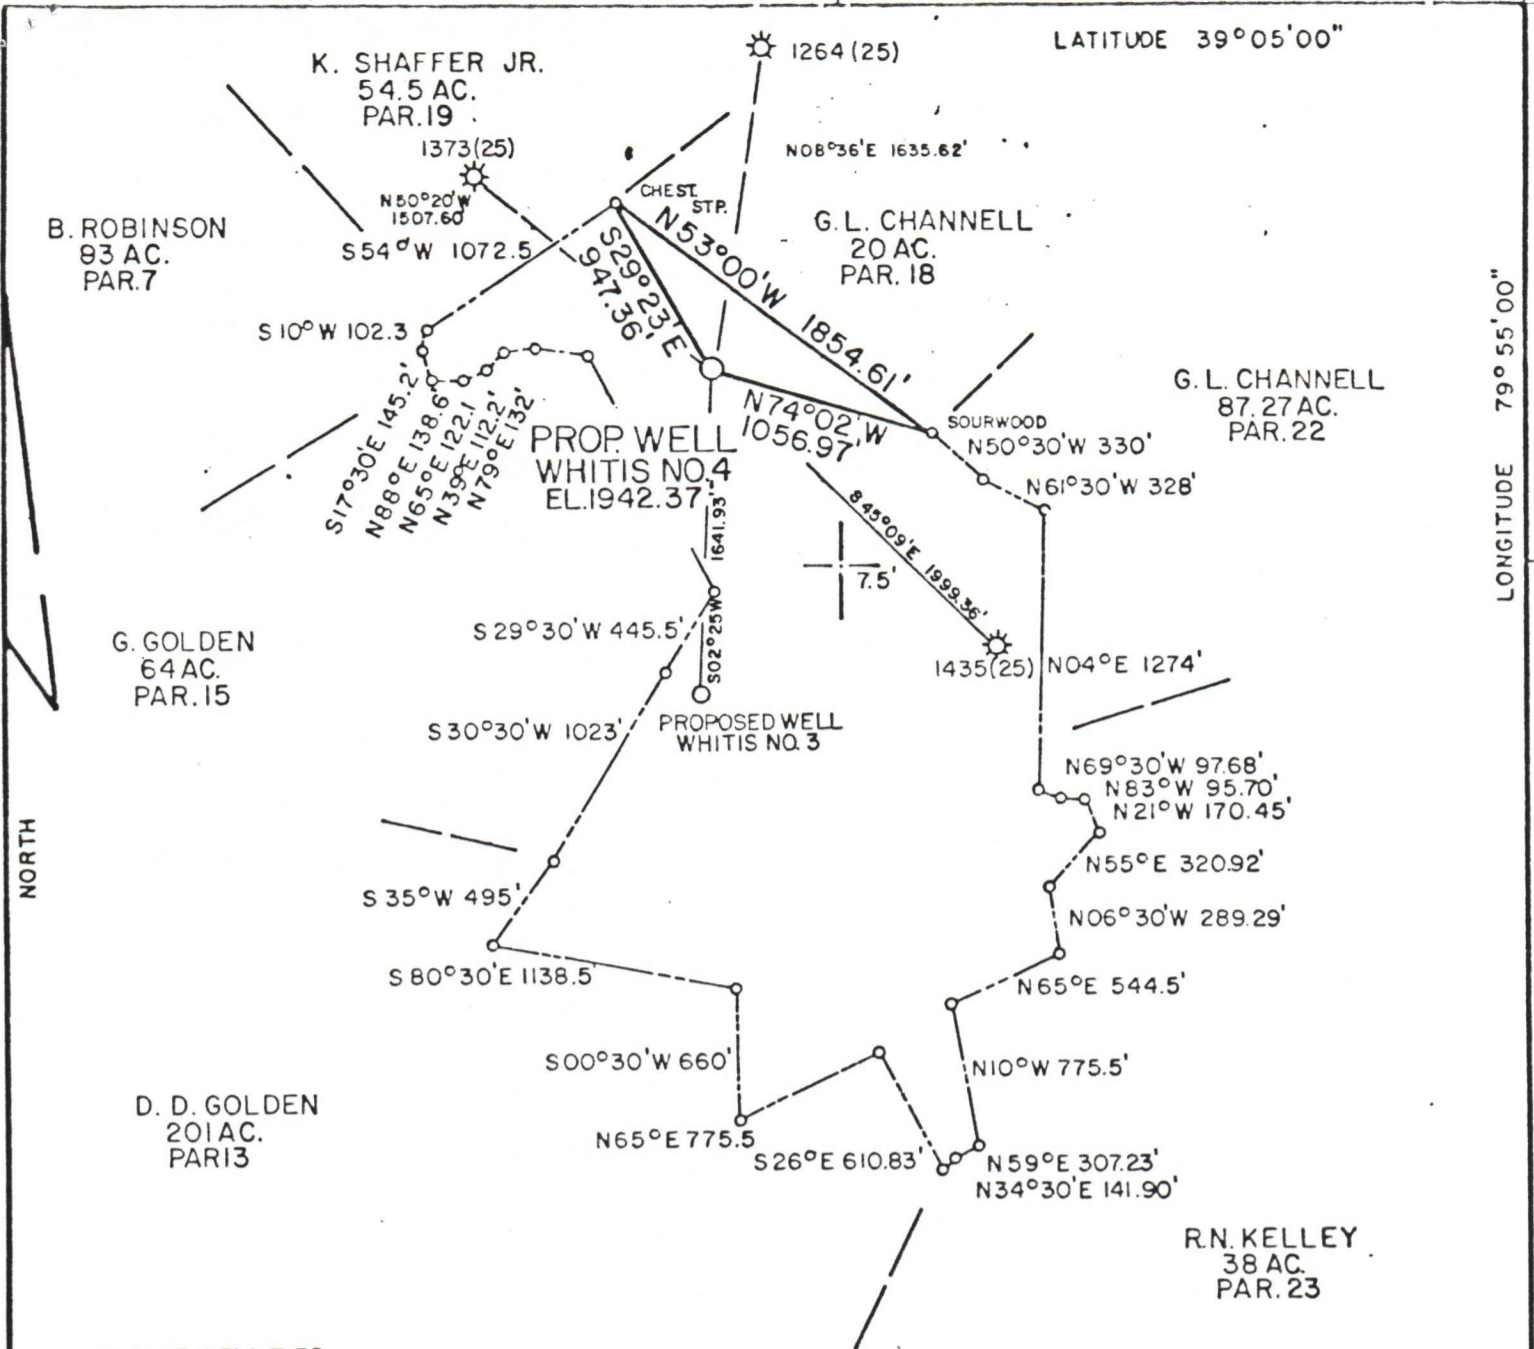 LATITUDE 39°05'00"
K. SHAFFER JR.
54.5 AC.
PAR.19
1264 (25)
1373(25)
N08°36'E 1635.62'
N50°20'W
1507.60'
CHEST.
STP.
B. ROBINSON
83 AC.
PAR.7
S54°W 1072.5
G.L. CHANNELL
20 AC.
PAR. 18
N53°00'W 1854.61'
S29°23'E
947.36'
S10°W 102.3
LONGITUDE 79°55'00"
G. L. CHANNELL
87.27 AC.
PAR. 22
S17°30'E 145.2'
N88°E 138.6'
N65°E 122.1
N39°E 112.2'
N79°E 132'
N74°02'W
1056.97'
SOURWOOD
N50°30'W 330'
PROP. WELL
WHITIS NO.4
EL.1942.37
N61°30'W 328'
S02°25'W 1641.93'
S45°09'E 1999.36'
7.5'
S29°30'W 445.5'
G. GOLDEN
64 AC.
PAR.15
1435(25)
N04°E 1274'
S30°30'W 1023'
PROPOSED WELL
WHITIS NO. 3
N69°30'W 97.68'
N83°W 95.70'
N21°W 170.45'
NORTH
N55°E 320.92'
S35°W 495'
N06°30'W 289.29'
S80°30'E 1138.5'
N65°E 544.5'
S00°30'W 660'
N10°W 775.5'
D. D. GOLDEN
201 AC.
PAR 13
N65°E 775.5
S26°E 610.83'
N59°E 307.23'
N34°30'E 141.90'
R.N. KELLEY
38 AC.
PAR. 23